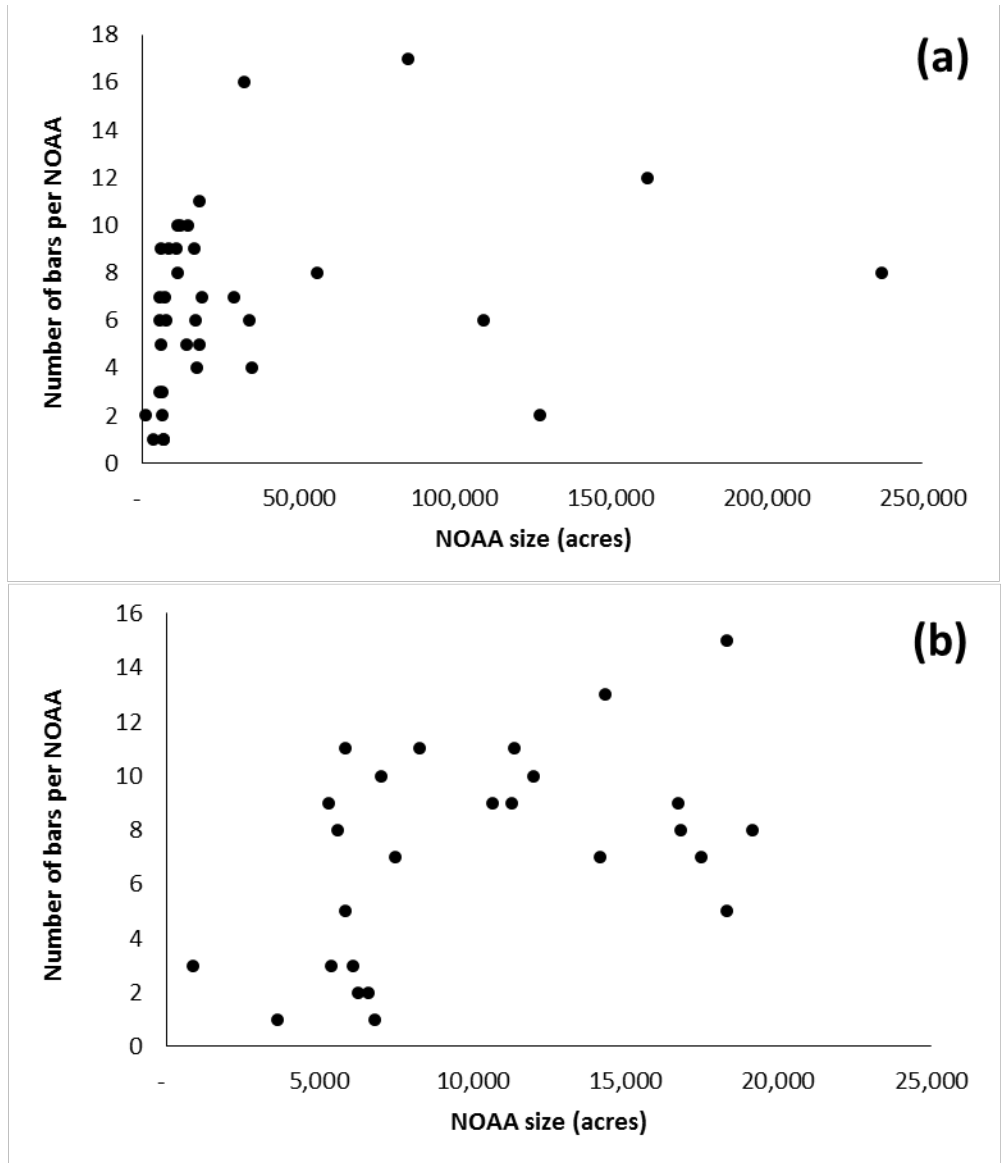 (a)
Number of bars per NOAA
18
16
14
12
10
8
6
4
2
0
- 50,000 100,000 150,000 200,000 250,000
NOAA size (acres)
(b)
Number of bars per NOAA
16
14
12
10
8
6
4
2
0
- 5,000 10,000 15,000 20,000 25,000
NOAA size (acres)